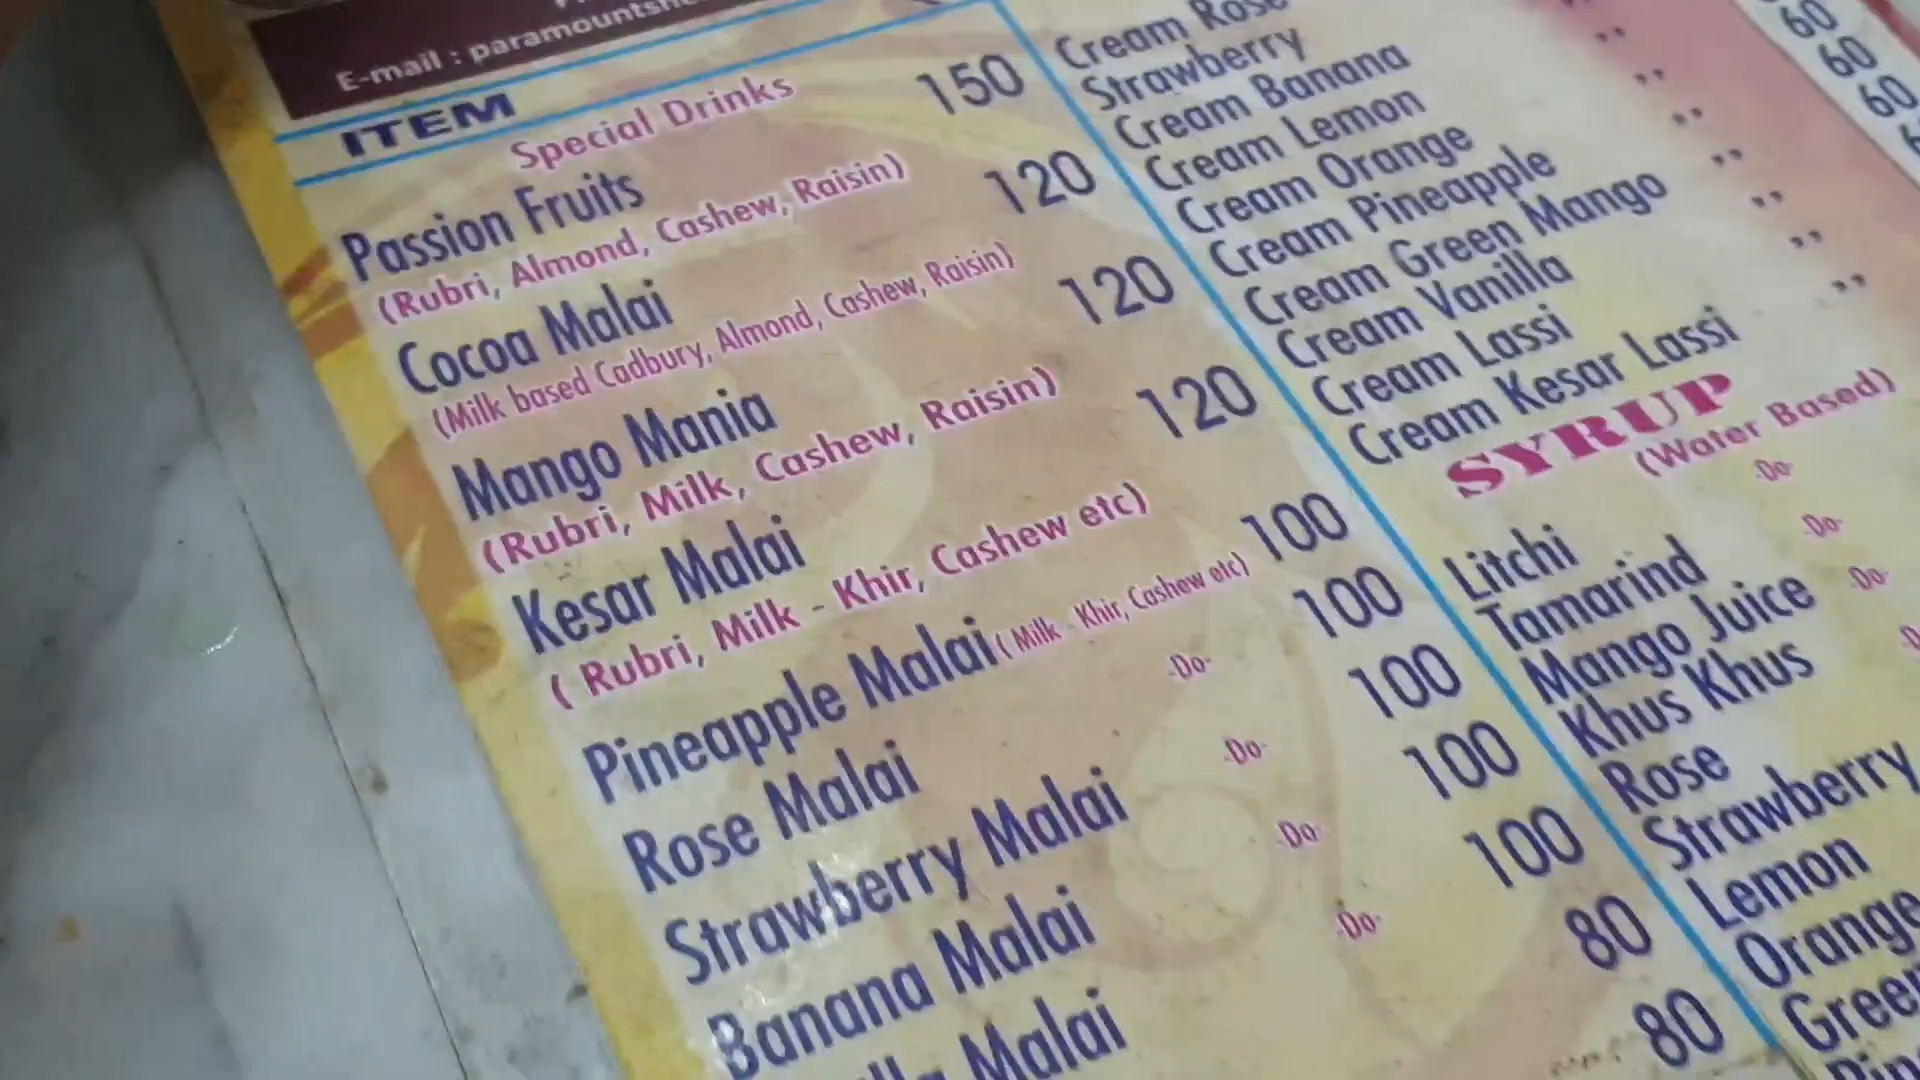 E-mail : paramountsh
ITEM
Special Drinks
Passion Fruits 150
(Rubri, Almond, Cashew, Raisin)
Cocoa Malai 120
(Milk based Cadbury, Almond, Cashew, Raisin)
Mango Mania 120
(Rubri, Milk, Cashew, Raisin)
Kesar Malai 120
( Rubri, Milk - Khir, Cashew etc)
Pineapple Malai ( Milk - Khir, Cashew etc) 100
Rose Malai -Do- 100
Strawberry Malai -Do- 100
Banana Malai -Do- 100
Malai -Do- 100
80
80
Cream Rose
Strawberry ,,
Cream Banana ,,
Cream Lemon ,,
Cream Orange ,,
Cream Pineapple ,,
Cream Green Mango ,,
Cream Vanilla ,,
Cream Lassi ,,
Cream Kesar Lassi
SYRUP
(Water Based)
Litchi -Do-
Tamarind -Do-
Mango Juice -Do-
Khus Khus
Rose
Strawberry
Lemon
Orange
Green
60
60
60